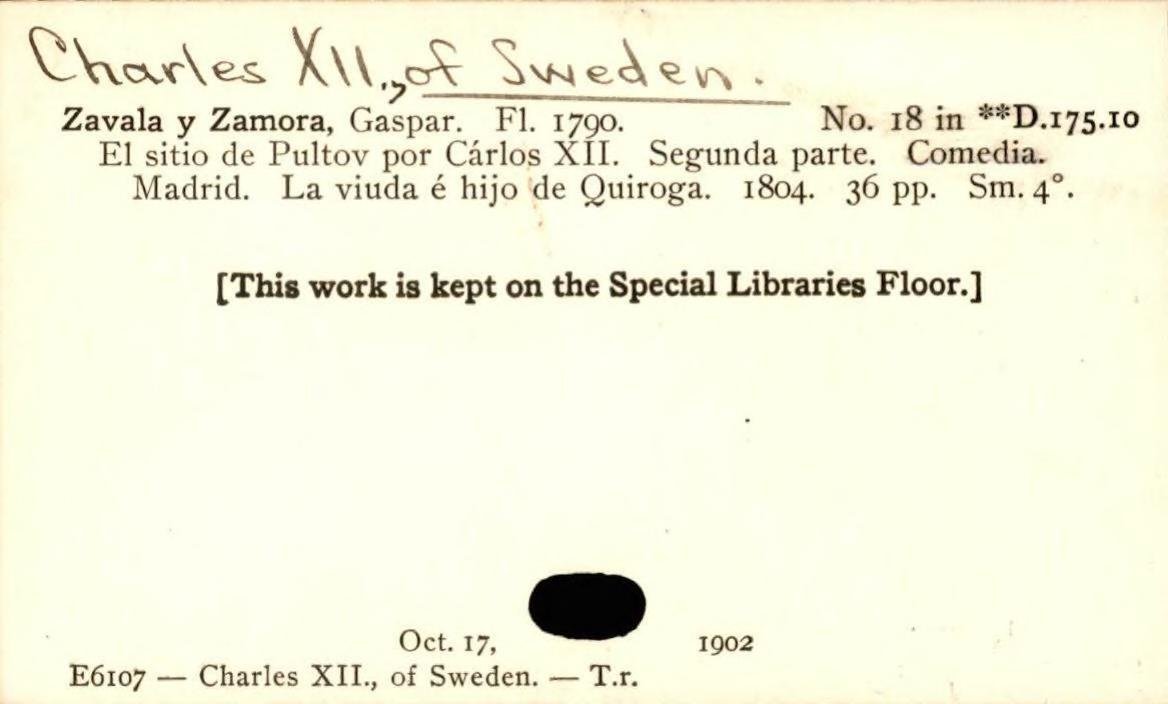 Charles XII., of Sweden.
Zavala y Zamora, Gaspar. Fl. 1790. No. 18 in **D.175.10
El sitio de Pultov por Cárlos XII. Segunda parte. Comedia.
Madrid. La viuda é hijo de Quiroga. 1804. 36 pp. Sm. 4°.
[This work is kept on the Special Libraries Floor.]
Oct. 17, 1902
E6107 — Charles XII., of Sweden. — T.r.